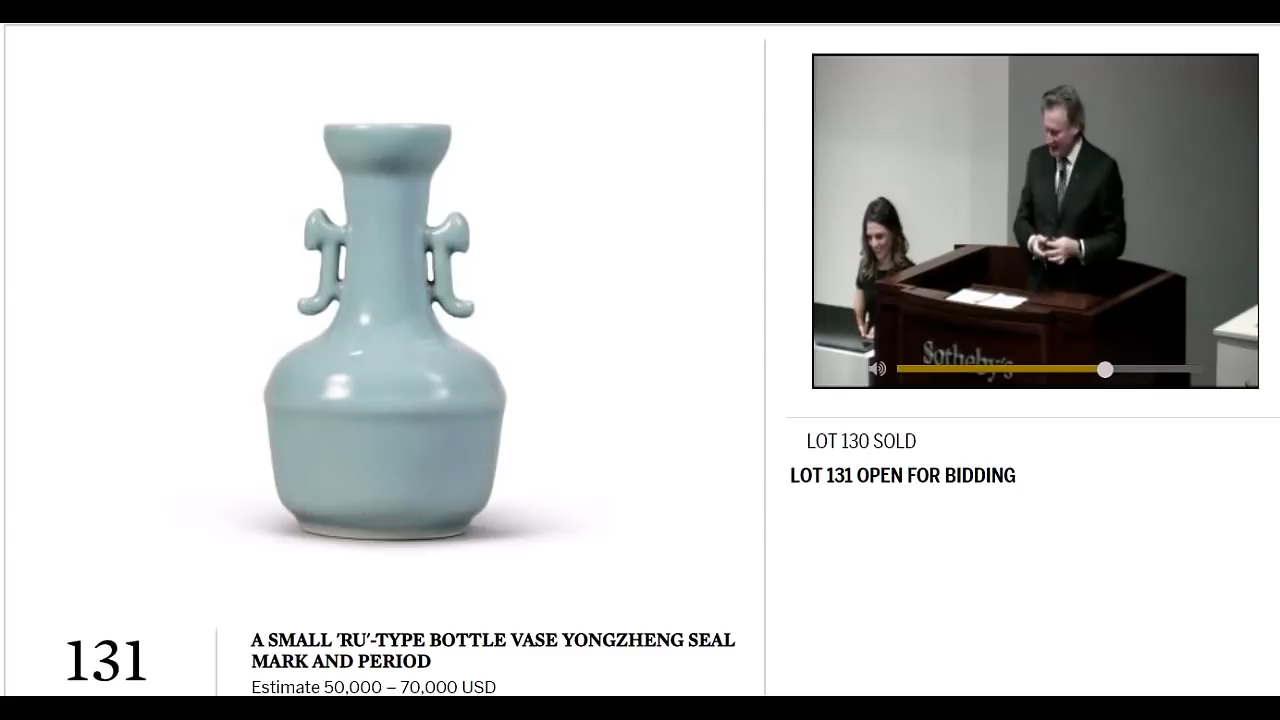 Sotheby's
LOT 130 SOLD
LOT 131 OPEN FOR BIDDING
131
A SMALL 'RU'-TYPE BOTTLE VASE YONGZHENG SEAL
MARK AND PERIOD
Estimate 50,000 – 70,000 USD